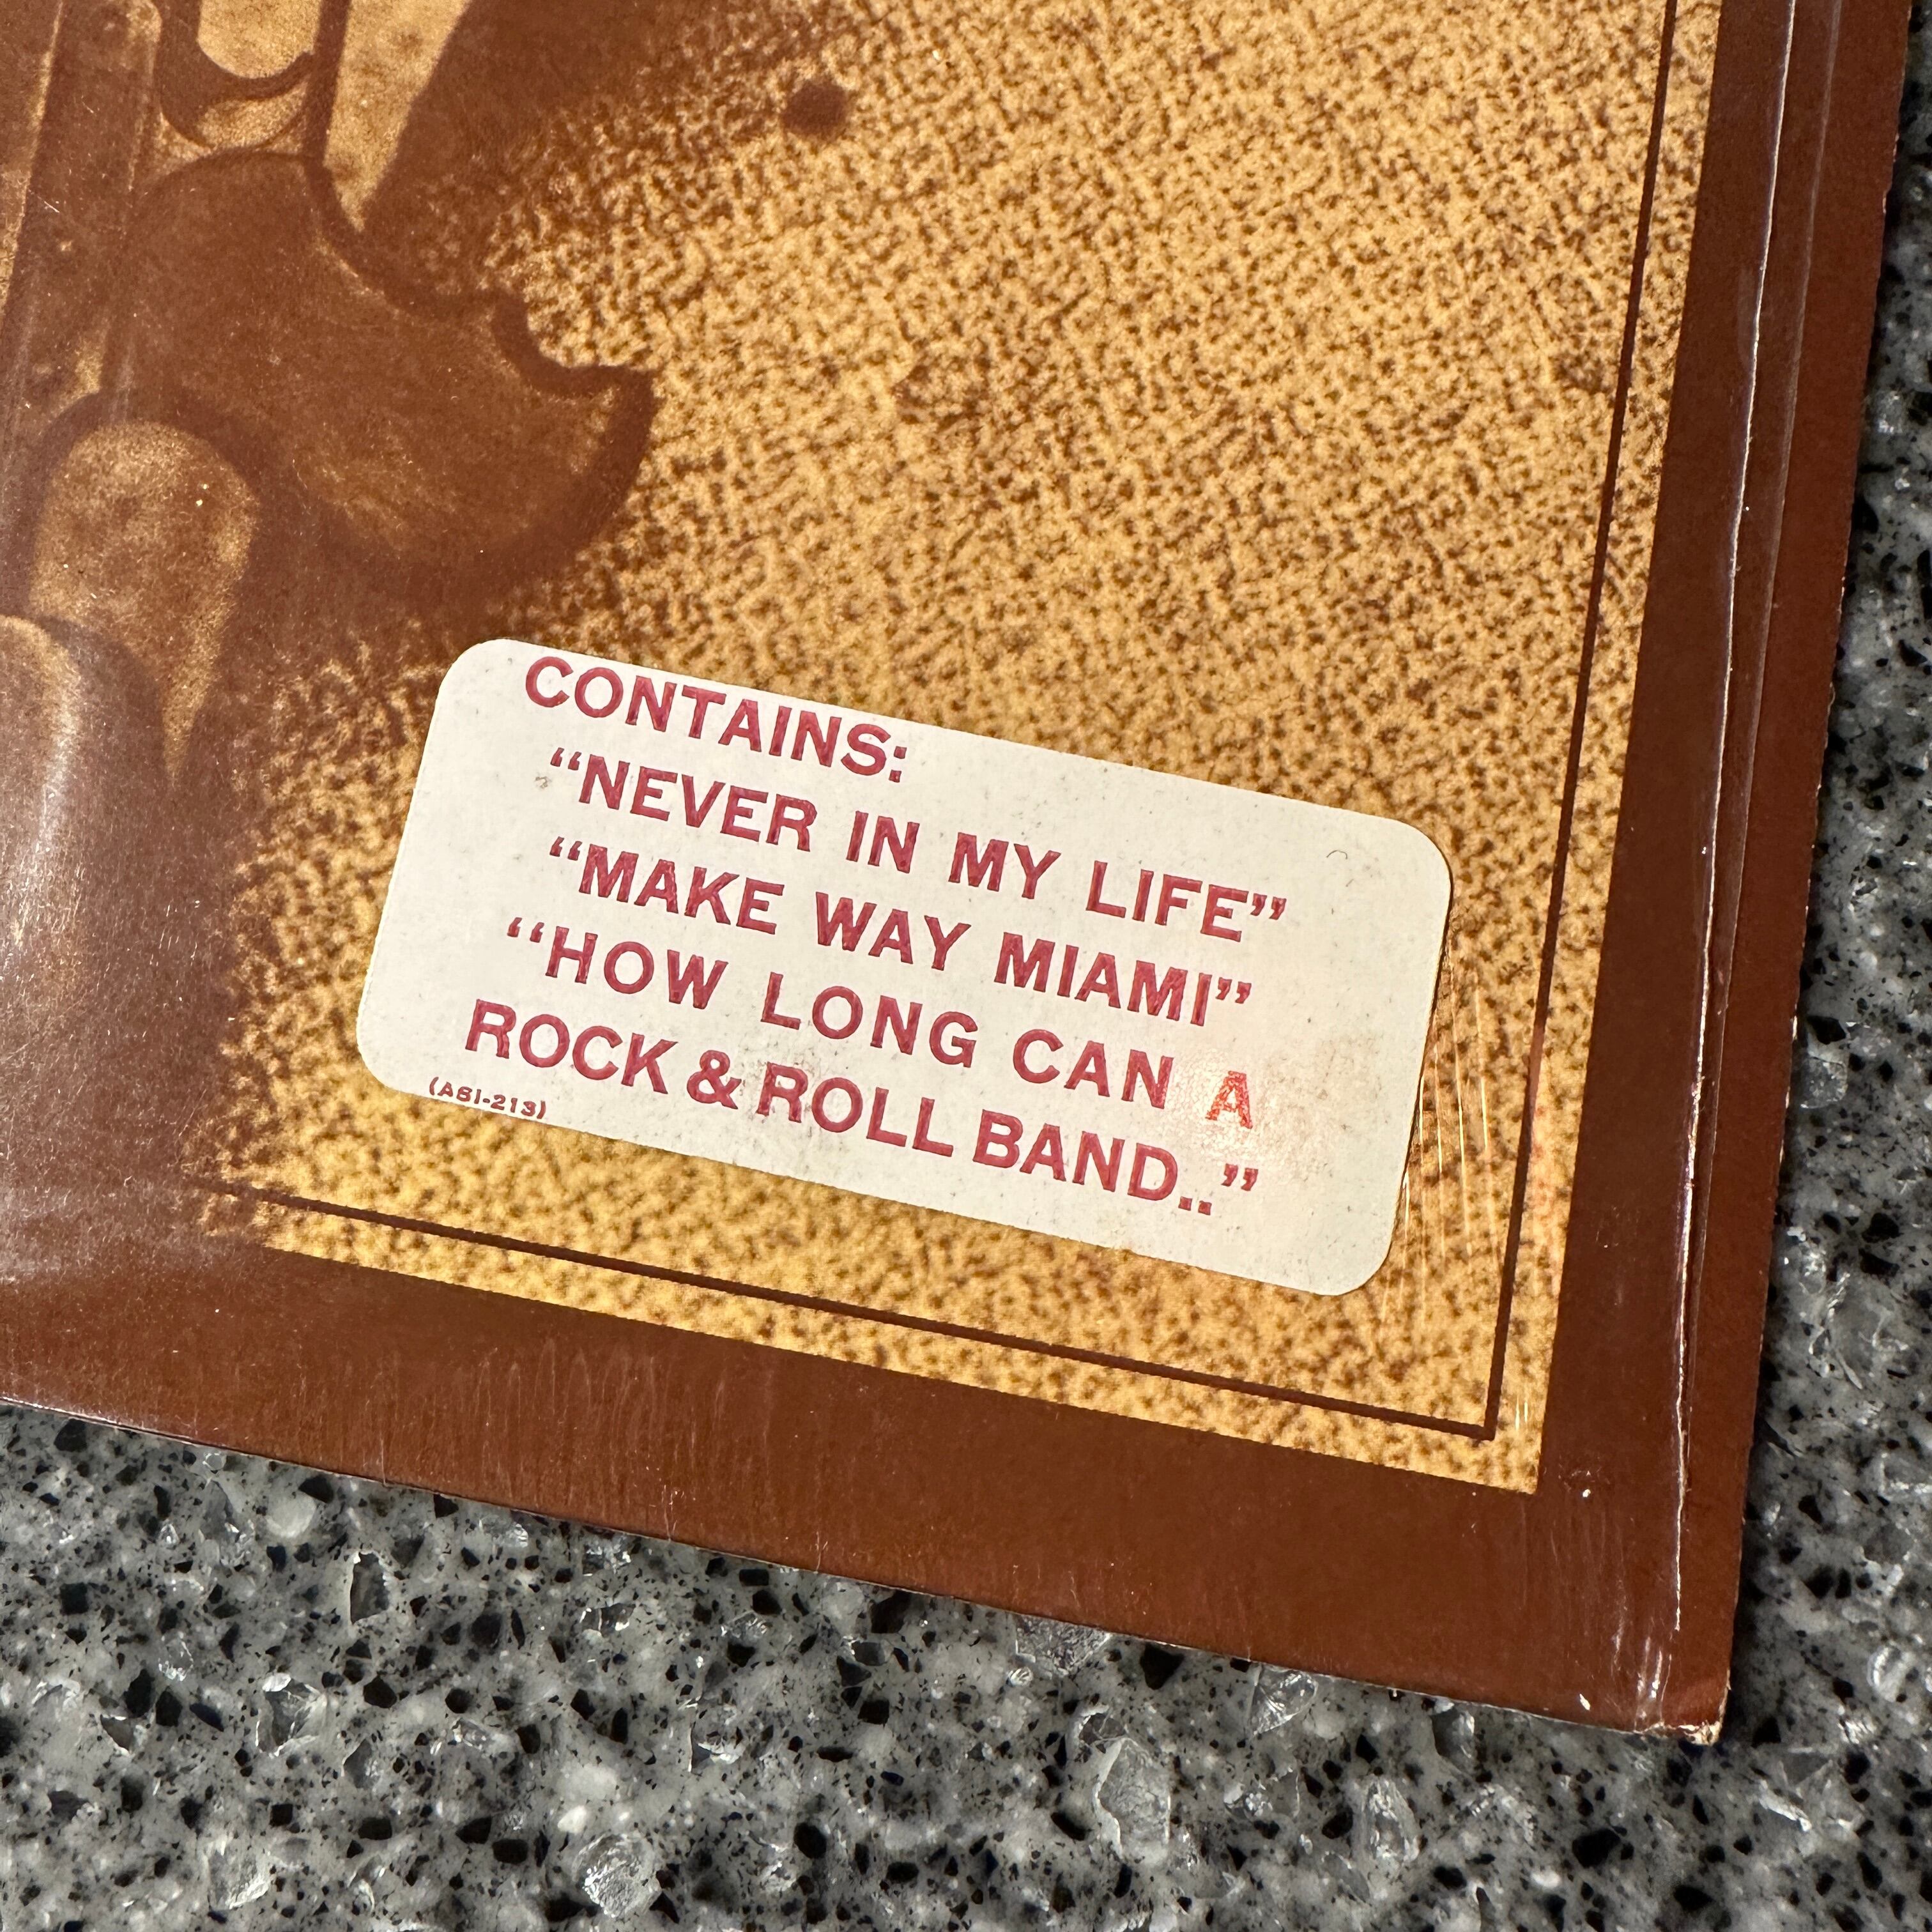 CONTAINS:
“NEVER IN MY LIFE”
“MAKE WAY MIAMI”
“HOW LONG CAN A
ROCK & ROLL BAND..”
(ASI-213)